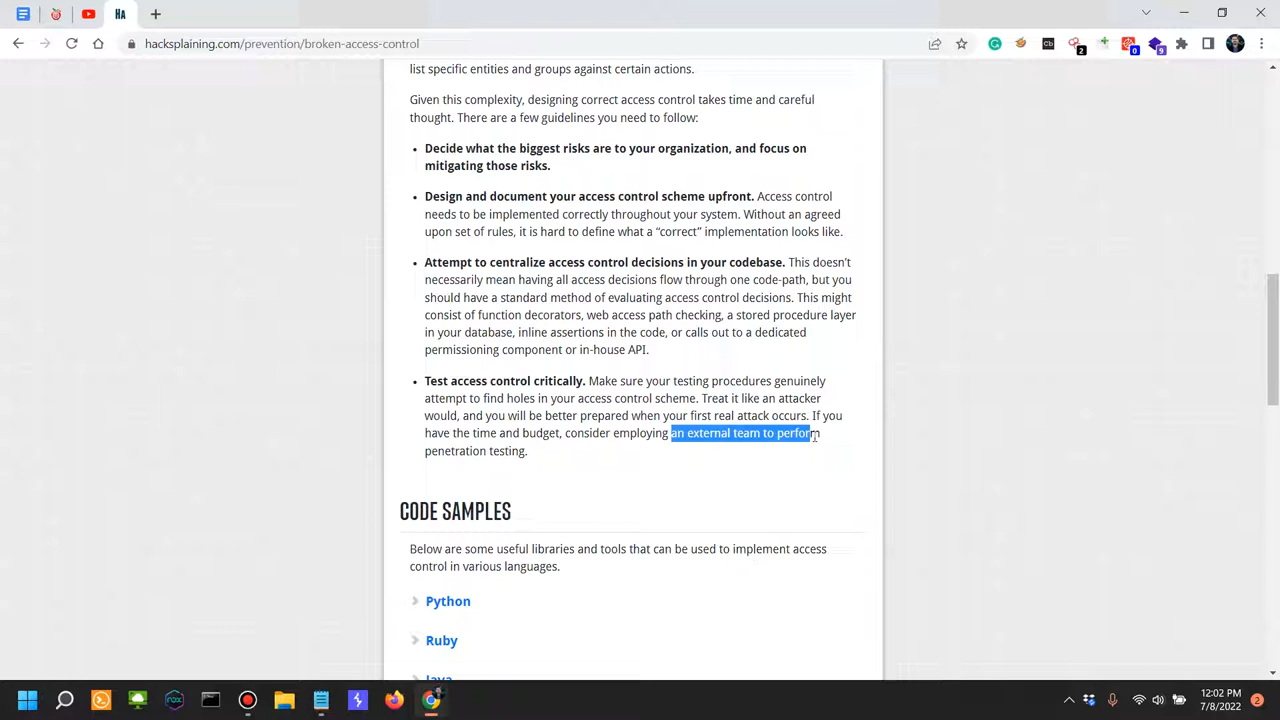 HA
hacksplaining.com/prevention/broken-access-control
Cb
2
0
9
list specific entities and groups against certain actions.
Given this complexity, designing correct access control takes time and careful
thought. There are a few guidelines you need to follow:
• Decide what the biggest risks are to your organization, and focus on
mitigating those risks.
• Design and document your access control scheme upfront. Access control
needs to be implemented correctly throughout your system. Without an agreed
upon set of rules, it is hard to define what a “correct” implementation looks like.
• Attempt to centralize access control decisions in your codebase. This doesn’t
necessarily mean having all access decisions flow through one code-path, but you
should have a standard method of evaluating access control decisions. This might
consist of function decorators, web access path checking, a stored procedure layer
in your database, inline assertions in the code, or calls out to a dedicated
permissioning component or in-house API.
• Test access control critically. Make sure your testing procedures genuinely
attempt to find holes in your access control scheme. Treat it like an attacker
would, and you will be better prepared when your first real attack occurs. If you
have the time and budget, consider employing an external team to perform
penetration testing.
CODE SAMPLES
Below are some useful libraries and tools that can be used to implement access
control in various languages.
Python
Ruby
Java
rox
12:02 PM
7/8/2022
2